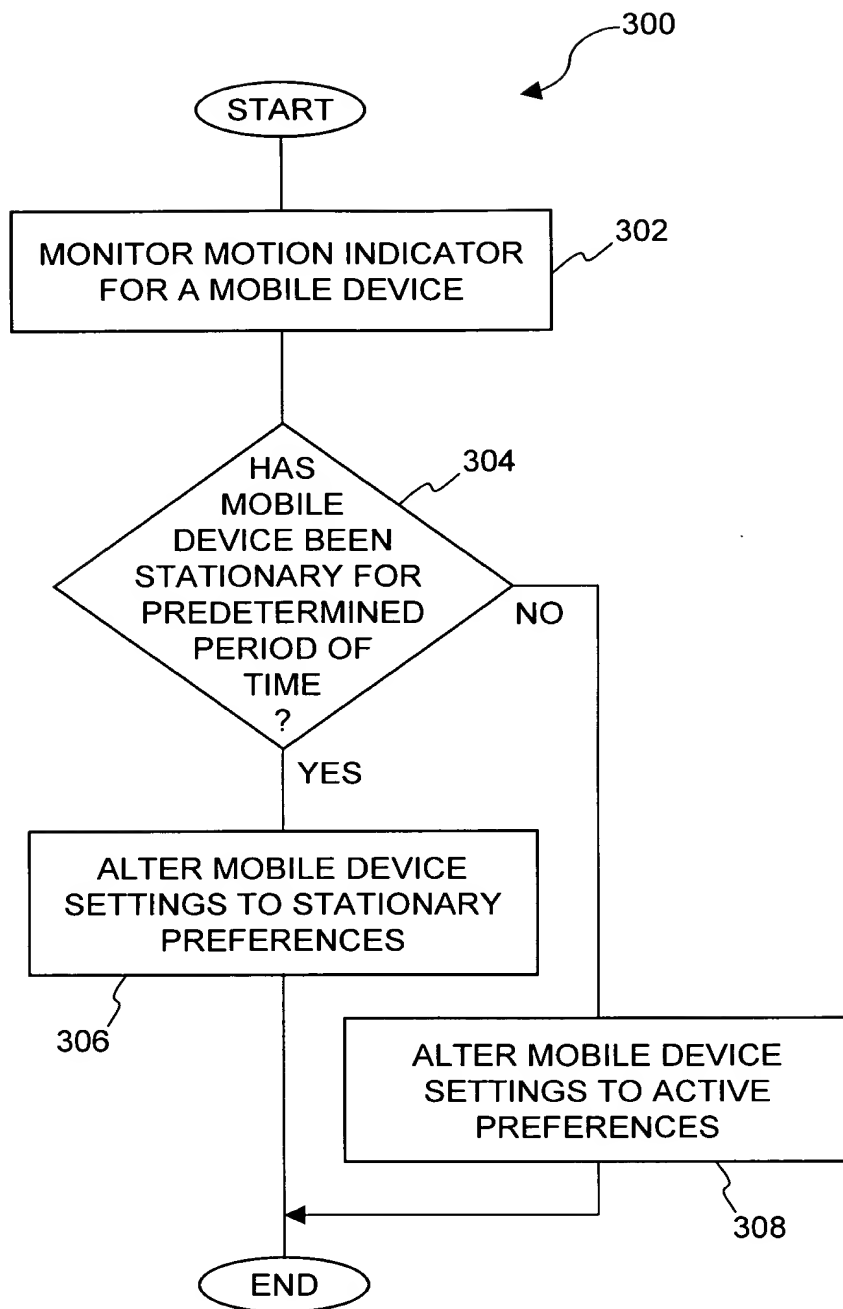 300
START
MONITOR MOTION INDICATOR
FOR A MOBILE DEVICE
302
HAS
MOBILE
DEVICE BEEN
STATIONARY FOR
PREDETERMINED
PERIOD OF
TIME
?
304
NO
YES
ALTER MOBILE DEVICE
SETTINGS TO STATIONARY
PREFERENCES
306
ALTER MOBILE DEVICE
SETTINGS TO ACTIVE
PREFERENCES
308
END